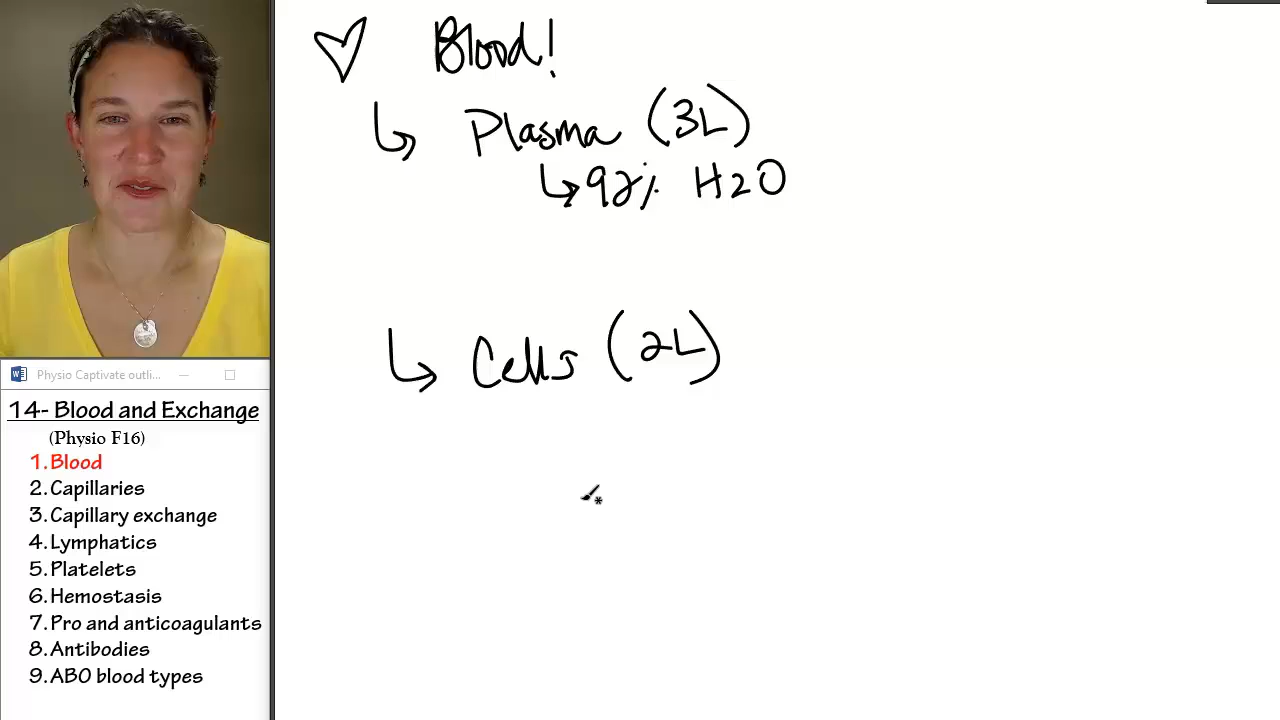 Blood!
↳ Plasma (3L)
↳ 92% H2O
↳ Cells (2L)
Physio Captivate outli...
14- Blood and Exchange
(Physio F16)
1. Blood
2. Capillaries
3. Capillary exchange
4. Lymphatics
5. Platelets
6. Hemostasis
7. Pro and anticoagulants
8. Antibodies
9. ABO blood types